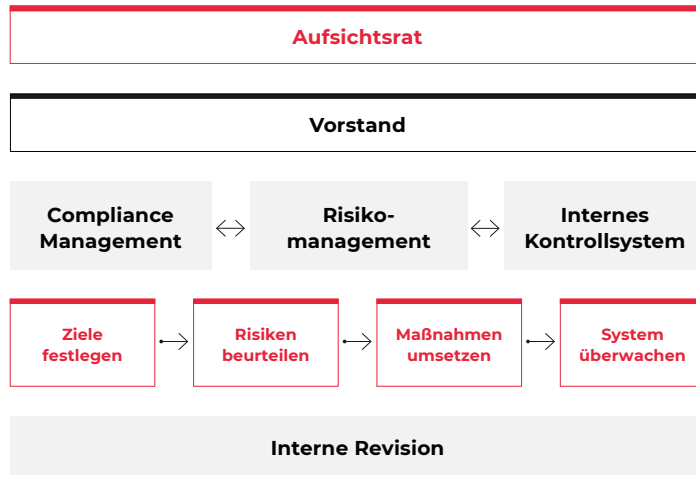 Aufsichtsrat
Vorstand
Compliance
Management
Risiko-
management
Internes
Kontrollsystem
Ziele
festlegen
Risiken
beurteilen
Maßnahmen
umsetzen
System
überwachen
Interne Revision